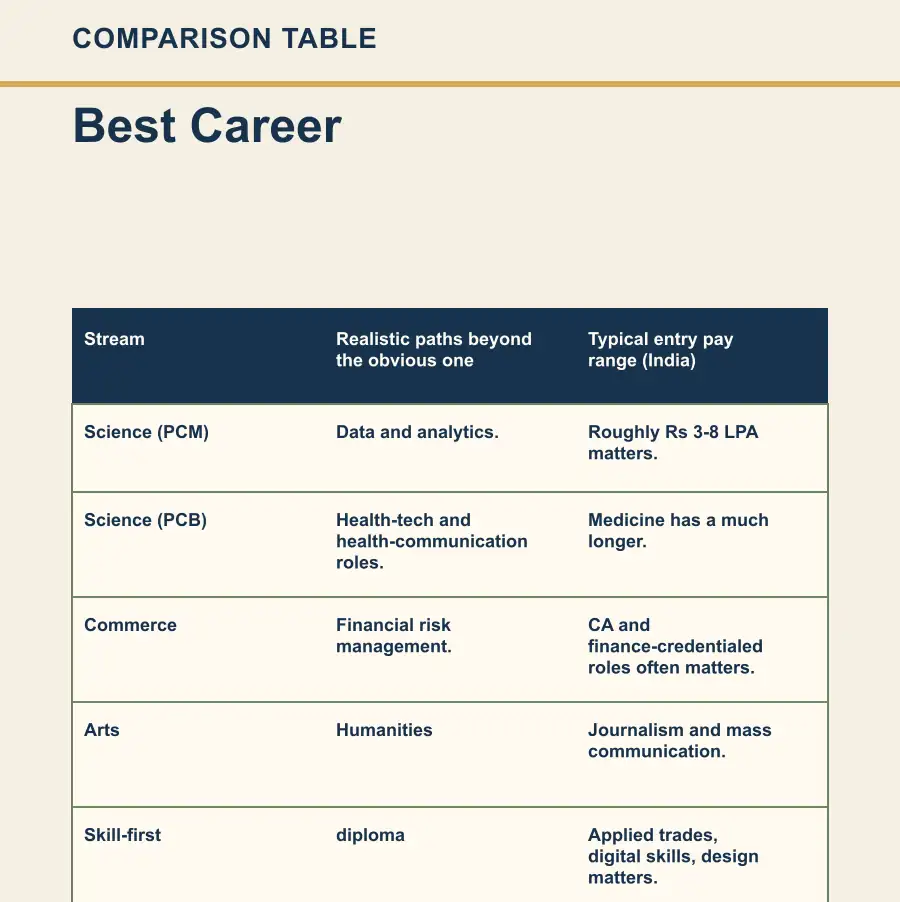 COMPARISON TABLE
Best Career
Stream
Realistic paths beyond
the obvious one
Typical entry pay
range (India)
Science (PCM)
Data and analytics.
Roughly Rs 3-8 LPA
matters.
Science (PCB)
Health-tech and
health-communication
roles.
Medicine has a much
longer.
Commerce
Financial risk
management.
CA and
finance-credentialed
roles often matters.
Arts
Humanities
Journalism and mass
communication.
Skill-first
diploma
Applied trades,
digital skills, design
matters.